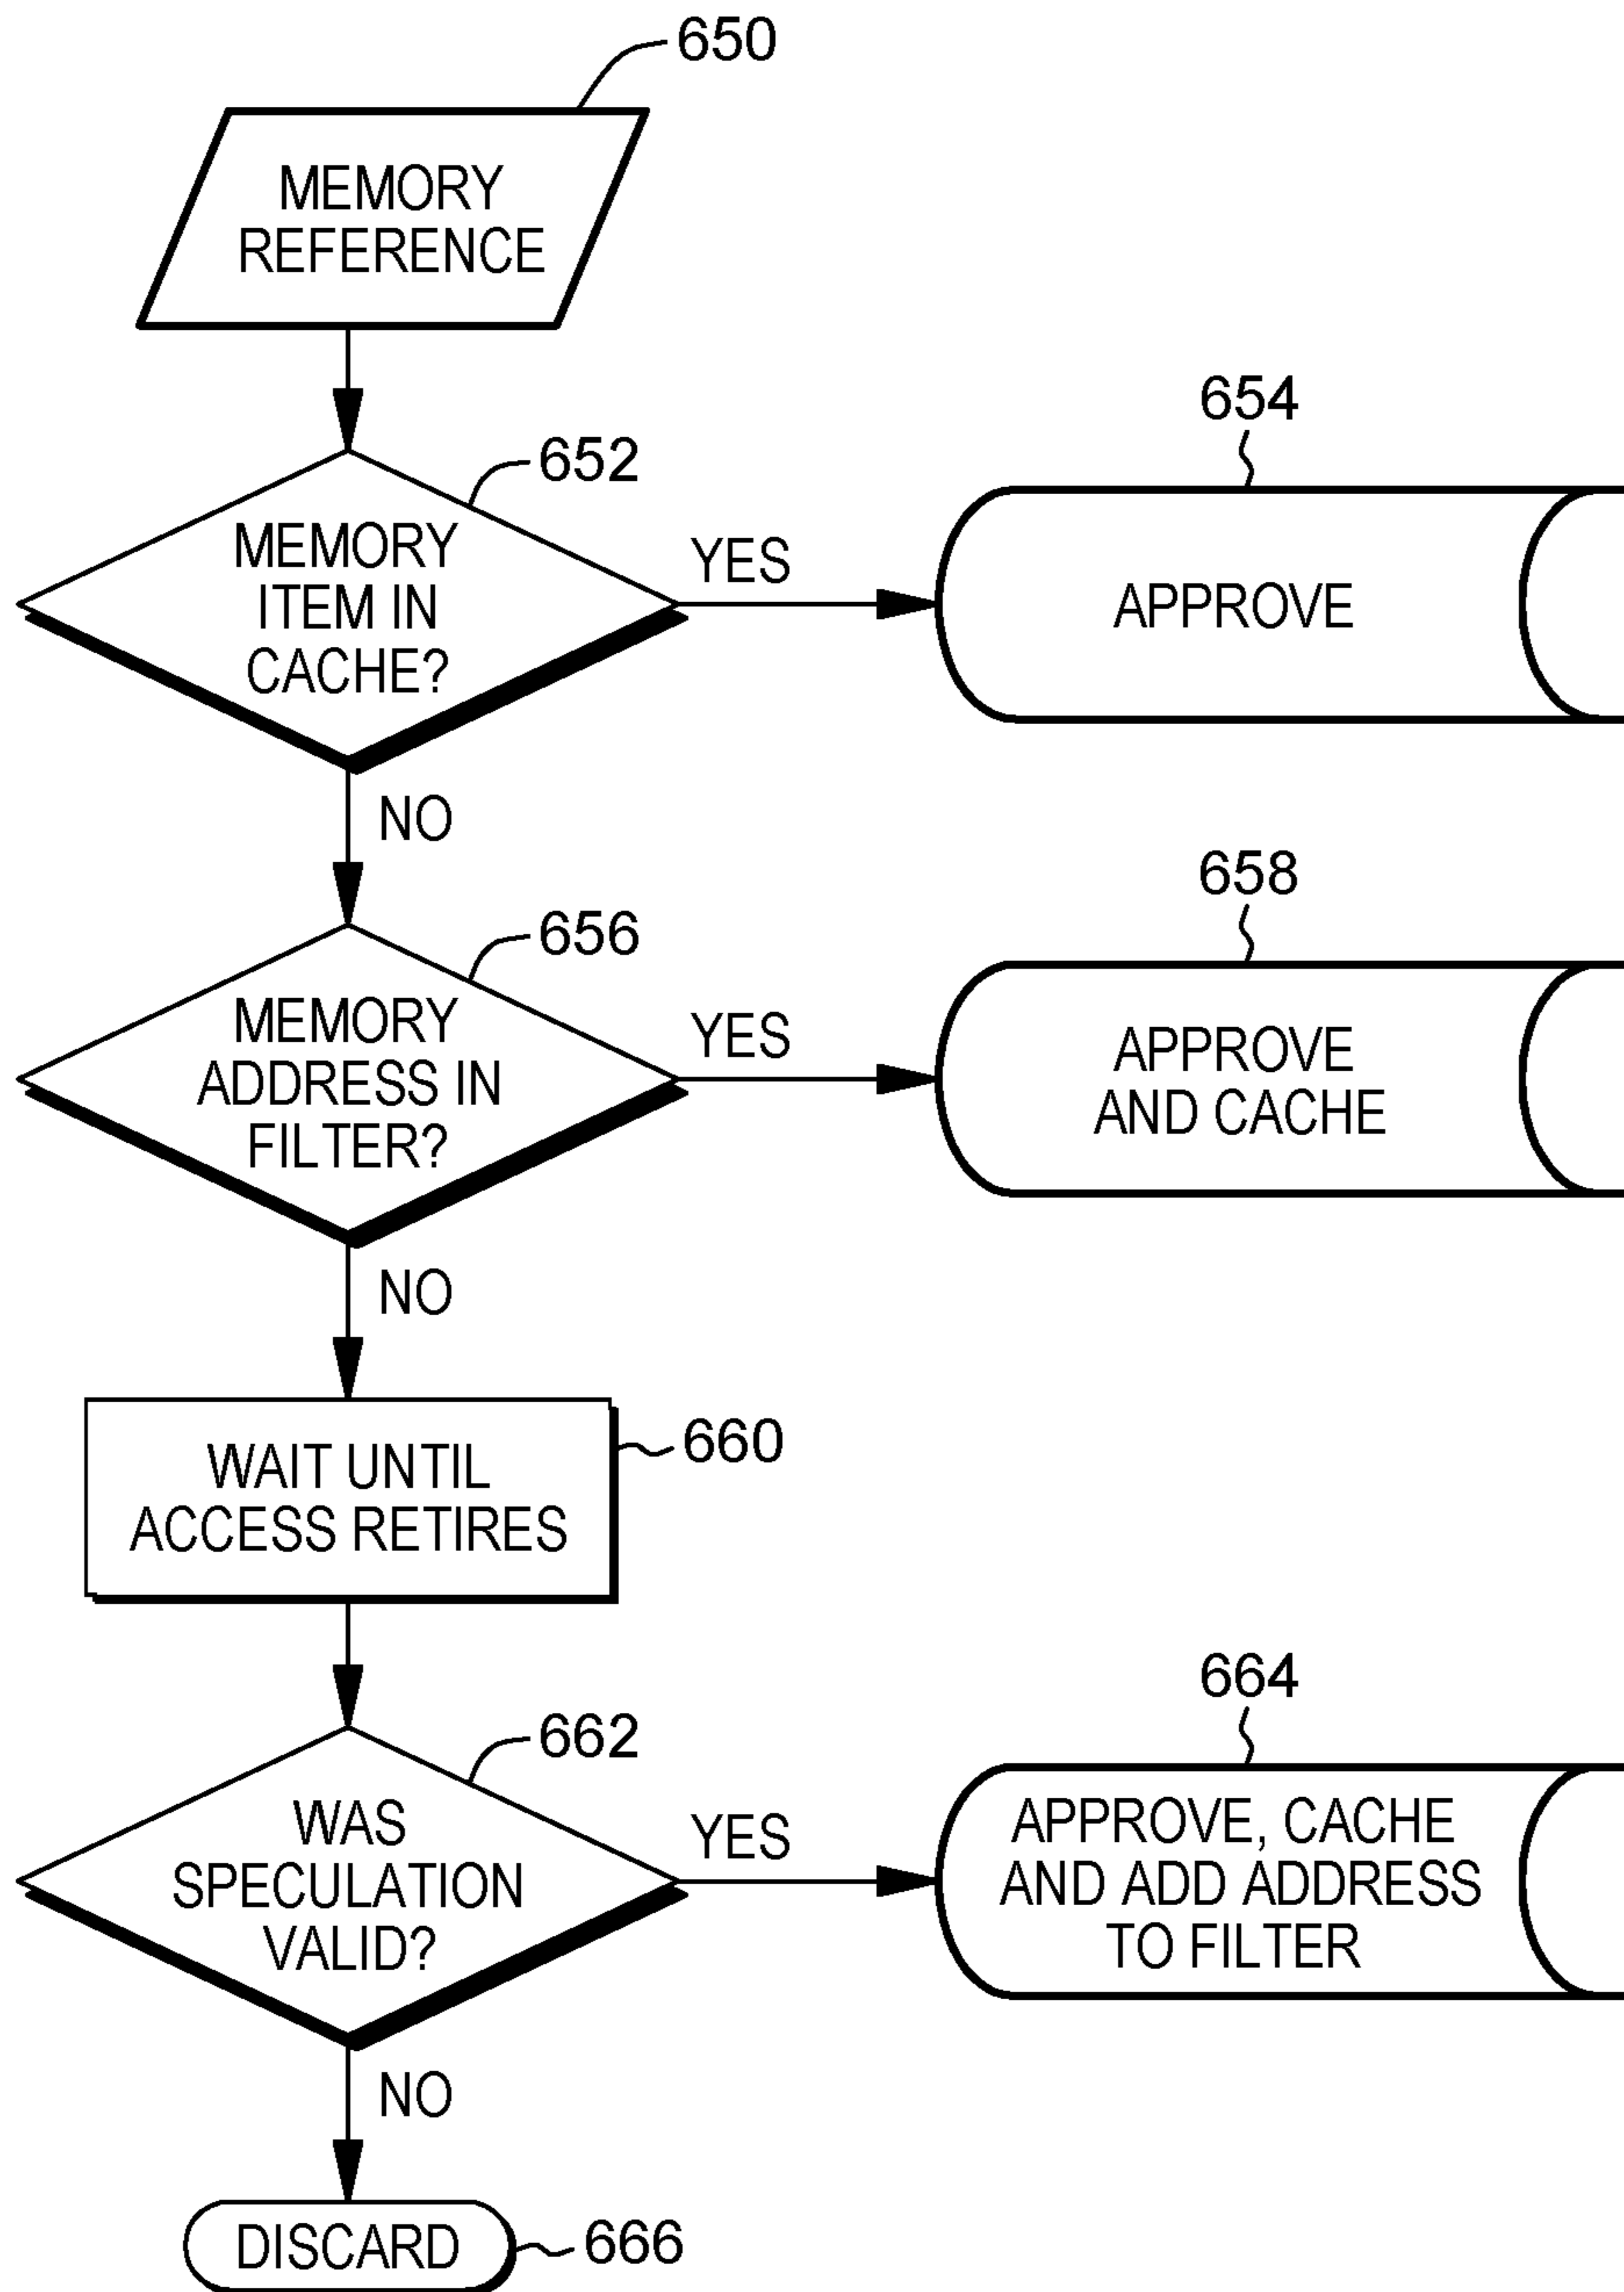 650
MEMORY
REFERENCE
654
652
MEMORY
ITEM IN
CACHE?
YES
APPROVE
NO
658
656
MEMORY
ADDRESS IN
FILTER?
YES
APPROVE
AND CACHE
NO
WAIT UNTIL
ACCESS RETIRES
660
664
662
WAS
SPECULATION
VALID?
YES
APPROVE, CACHE
AND ADD ADDRESS
TO FILTER
NO
DISCARD
666